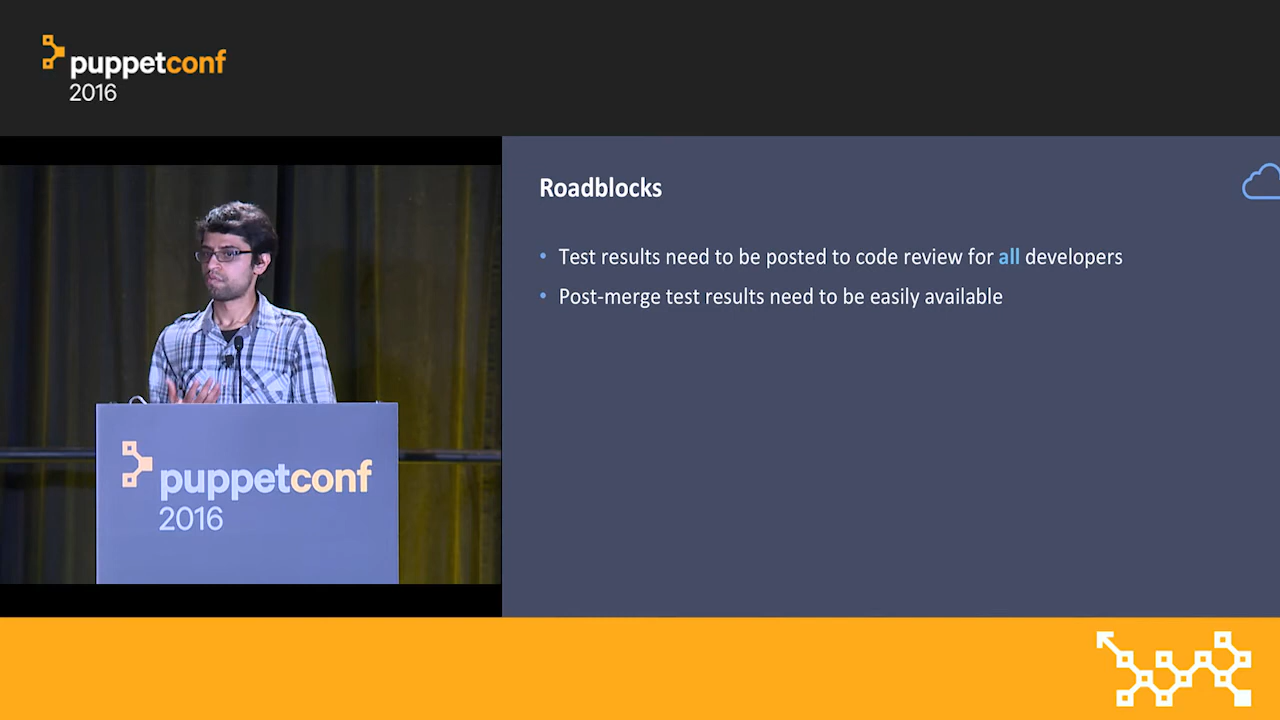 puppetconf
2016
Roadblocks
• Test results need to be posted to code review for all developers
• Post-merge test results need to be easily available
puppetconf
2016